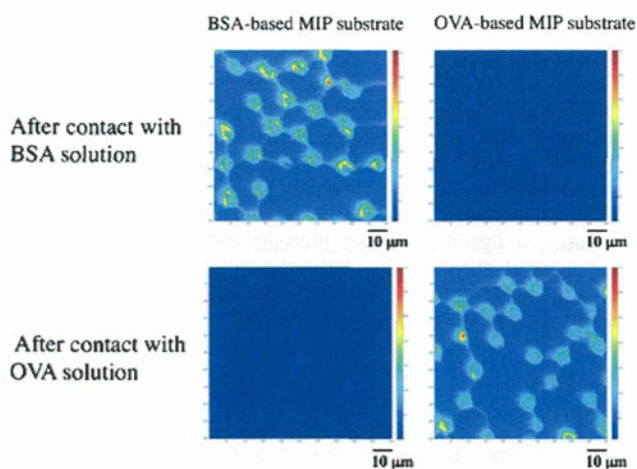 BSA-based MIP substrate OVA-based MIP substrate
After contact with
BSA solution
10 μm 10 μm
After contact with
OVA solution
10 μm 10 μm